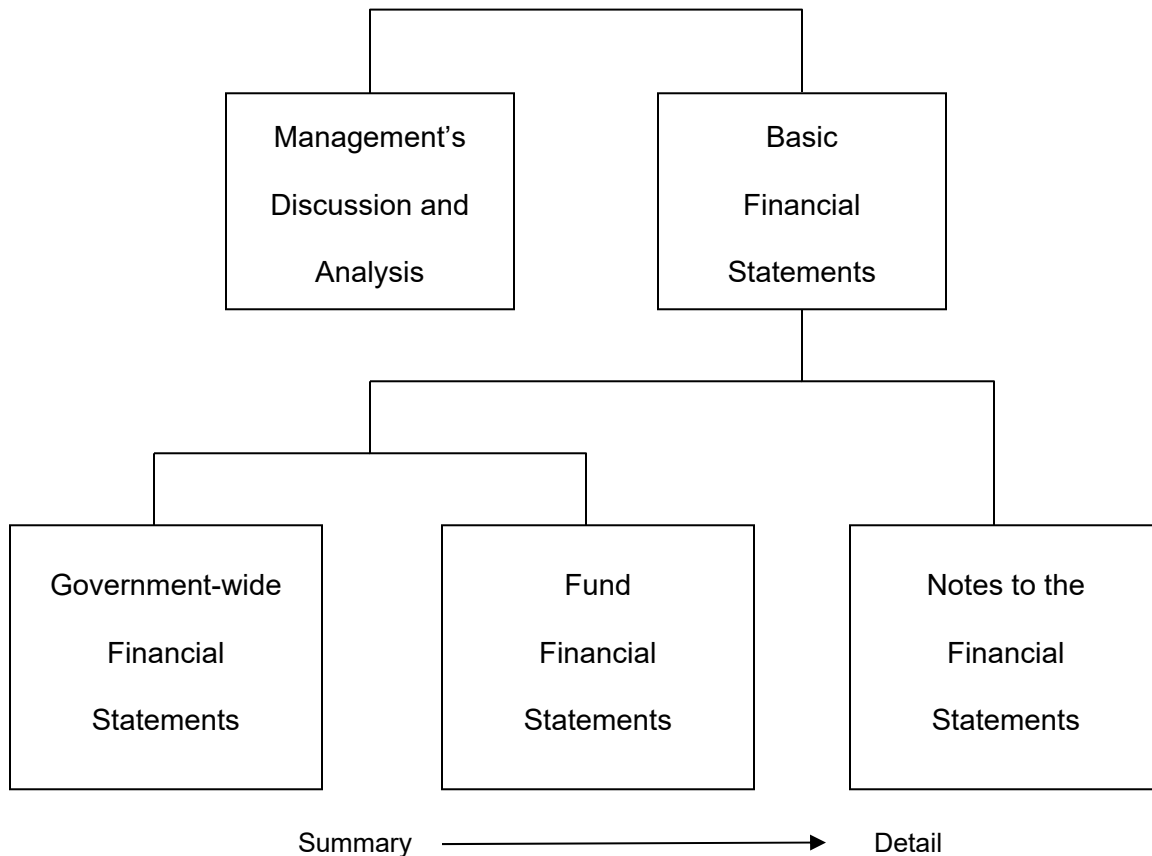 Management’s
Discussion and
Analysis
Basic
Financial
Statements
Government-wide
Financial
Statements
Fund
Financial
Statements
Notes to the
Financial
Statements
Summary
Detail